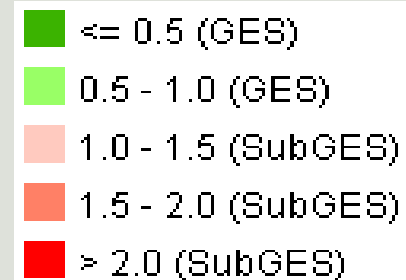 <= 0.5 (GES)
0.5 - 1.0 (GES)
1.0 - 1.5 (SubGES)
1.5 - 2.0 (SubGES)
> 2.0 (SubGES)